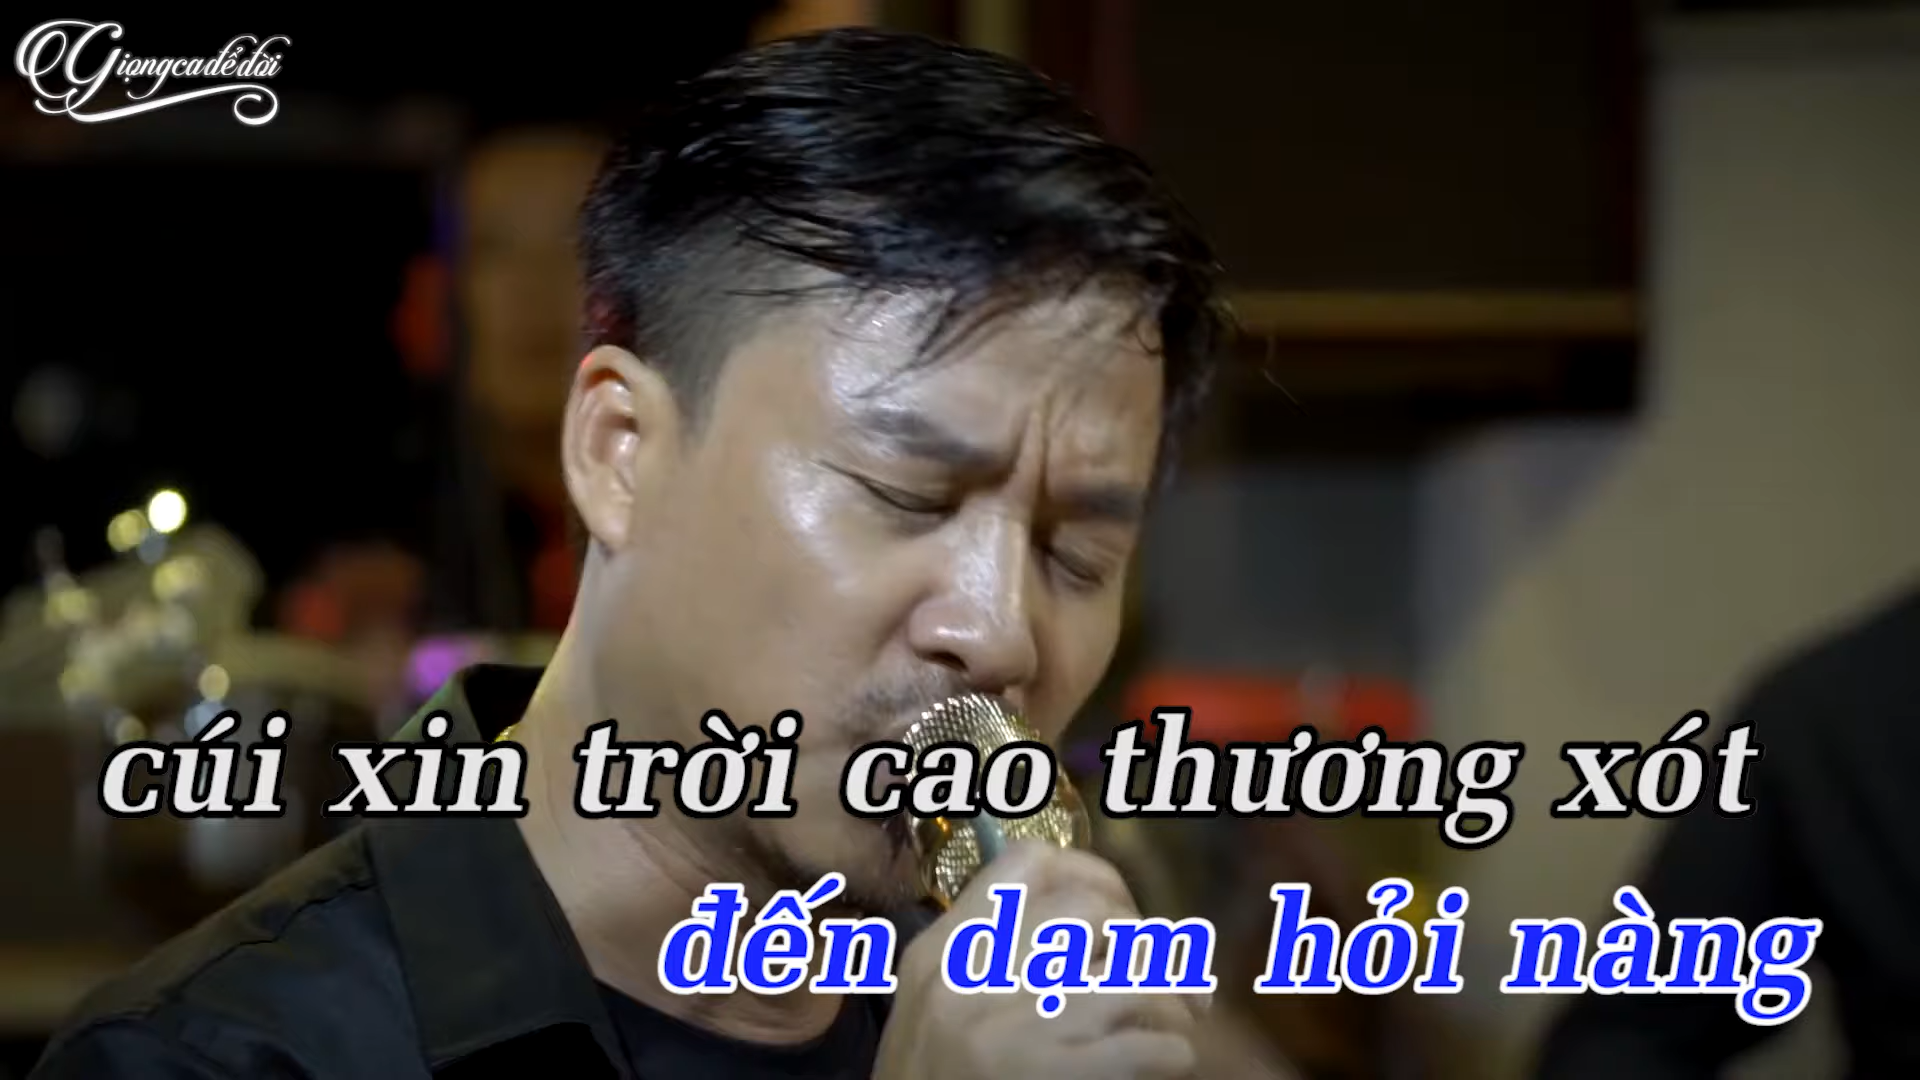 Giọngcađểđời
cúi xin trời cao thương xót
đến dạm hỏi nàng